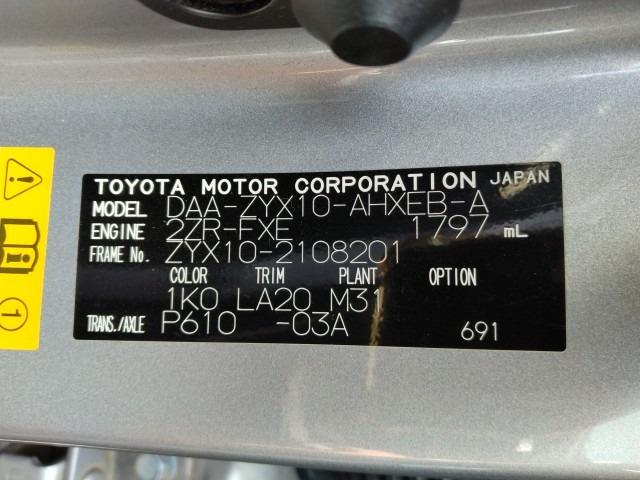 TOYOTA MOTOR CORPORATION JAPAN
MODEL DAA-ZYX10-AHXEB-A
ENGINE 2ZR-FXE 1797 mL
FRAME No. ZYX10-2108201
COLOR TRIM PLANT OPTION
1K0 LA20 M31
TRANS./AXLE P610 -03A 691
1